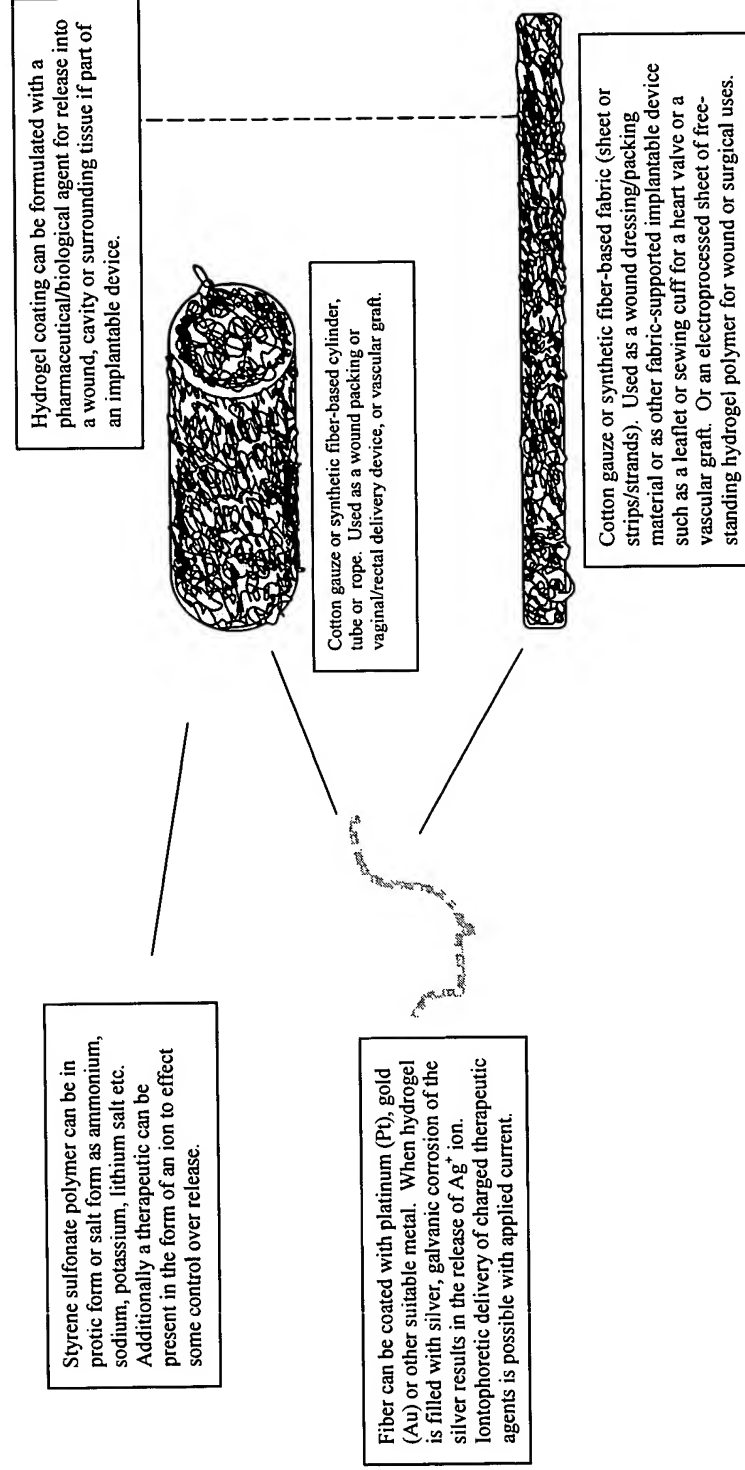 Styrene sulfonate polymer can be in
protic form or salt form as ammonium,
sodium, potassium, lithium salt etc.
Additionally a therapeutic can be
present in the form of an ion to effect
some control over release.
Hydrogel coating can be formulated with a
pharmaceutical/biological agent for release into
a wound, cavity or surrounding tissue if part of
an implantable device.
Cotton gauze or synthetic fiber-based cylinder,
tube or rope. Used as a wound packing or
vaginal/rectal delivery device, or vascular graft.
Fiber can be coated with platinum (Pt), gold
(Au) or other suitable metal. When hydrogel
is filled with silver, galvanic corrosion of the
silver results in the release of Ag⁺ ion.
Iontophoretic delivery of charged therapeutic
agents is possible with applied current.
Cotton gauze or synthetic fiber-based fabric (sheet or
strips/strands). Used as a wound dressing/packing
material or as other fabric-supported implantable device
such as a leaflet or sewing cuff for a heart valve or a
vascular graft. Or an electroprocessed sheet of free-
standing hydrogel polymer for wound or surgical uses.